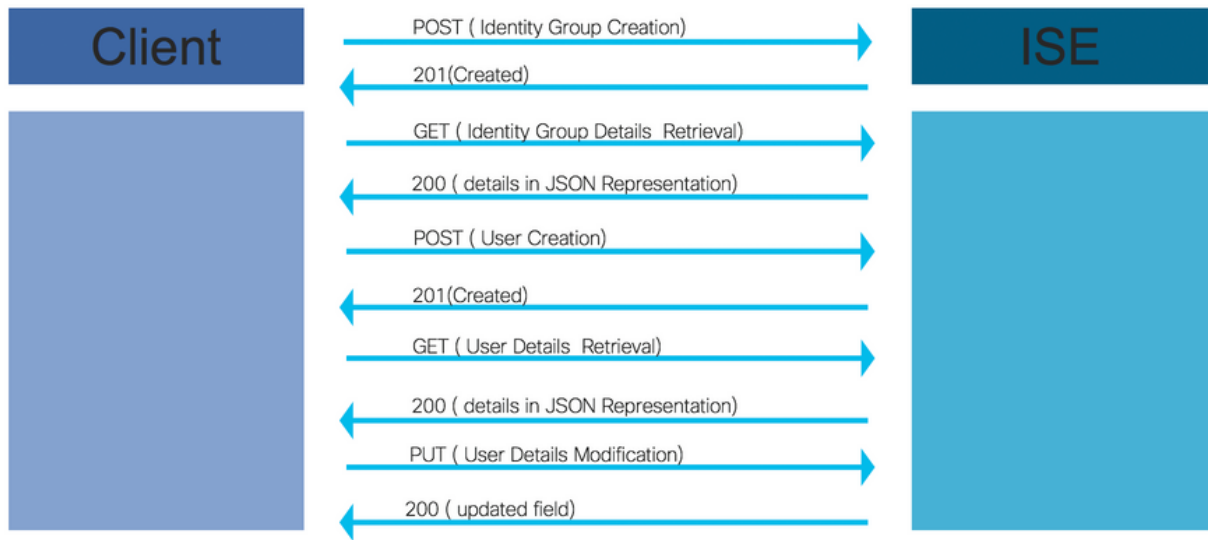 Client
ISE
POST ( Identity Group Creation)
201(Created)
GET ( Identity Group Details  Retrieval)
200 ( details in JSON Representation)
POST ( User Creation)
201(Created)
GET ( User Details  Retrieval)
200 ( details in JSON Representation)
PUT ( User Details Modification)
200 ( updated field)